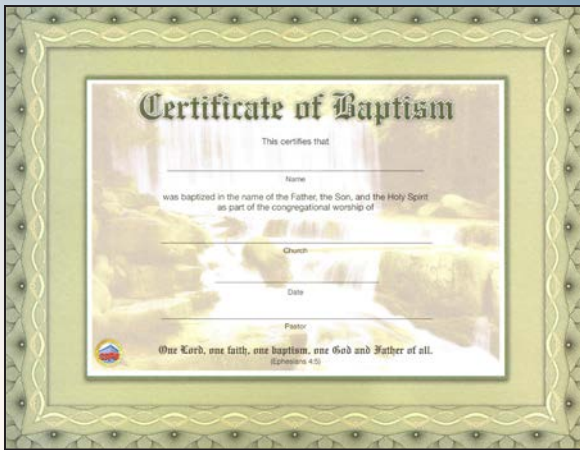 Certificate of Baptism
This certifies that
Name
was baptized in the name of the Father, the Son, and the Holy Spirit
as part of the congregational worship of
Church
Date
Pastor
One Lord, one faith, one baptism, one God and Father of all.
(Ephesians 4:5)